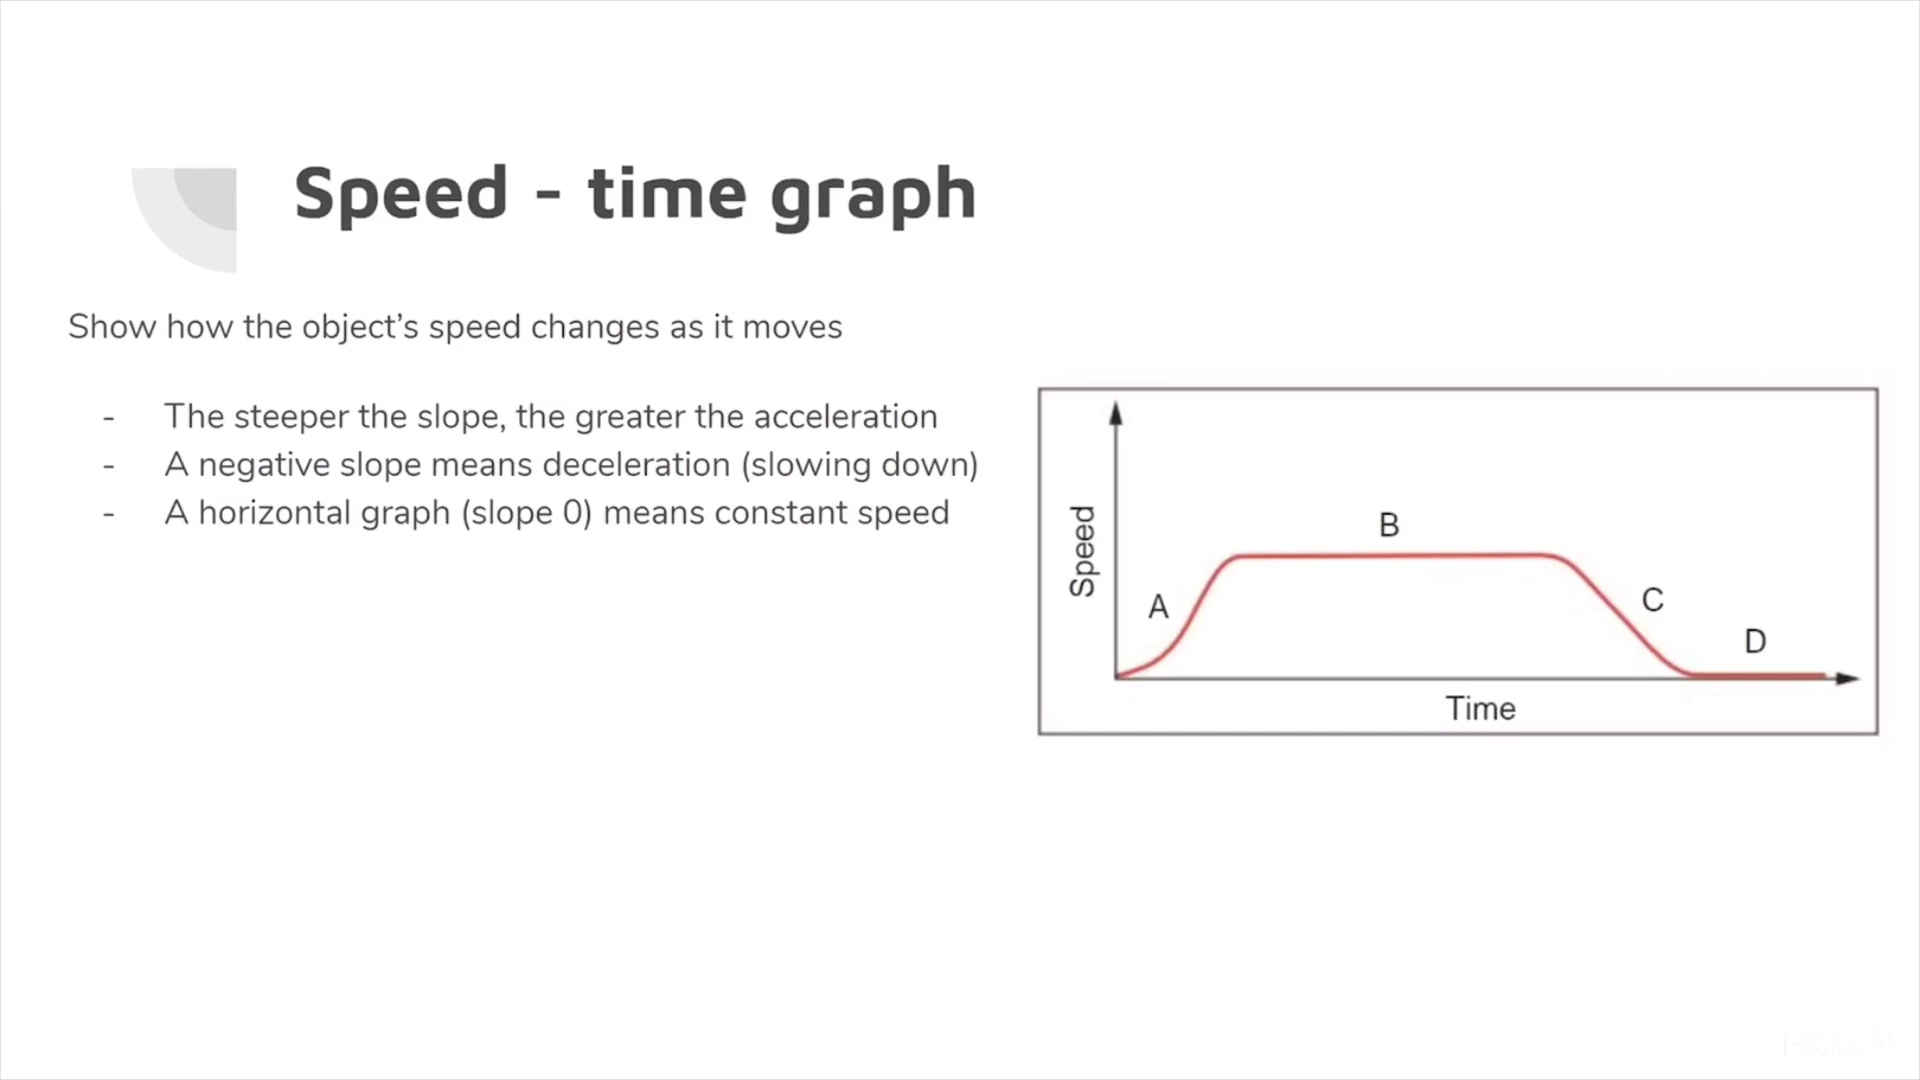 Speed - time graph
Show how the object’s speed changes as it moves
- The steeper the slope, the greater the acceleration
- A negative slope means deceleration (slowing down)
- A horizontal graph (slope 0) means constant speed
Speed
A
B
C
D
Time